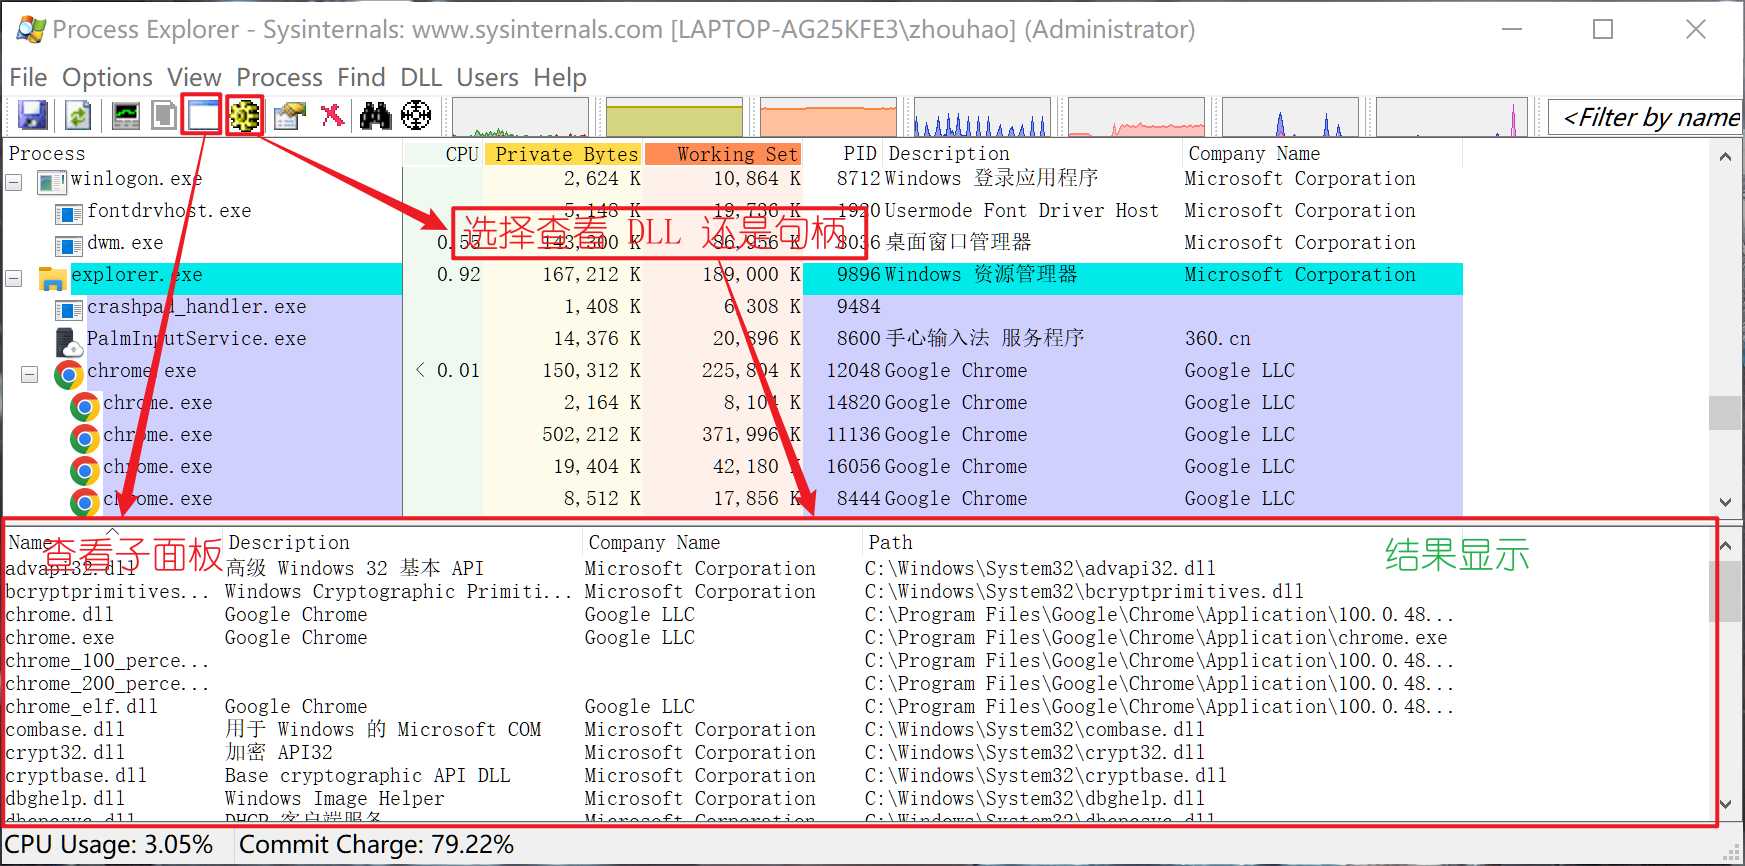 Process Explorer - Sysinternals: www.sysinternals.com [LAPTOP-AG25KFE3\zhouhao] (Administrator)
File Options View Process Find DLL Users Help
<Filter by name
Process CPU Private Bytes Working Set PID Description Company Name
winlogon.exe 2,624 K 10,864 K 8712 Windows 登录应用程序 Microsoft Corporation
fontdrvhost.exe 5,148 K 19,736 K 1920 Usermode Font Driver Host Microsoft Corporation
选择查看 DLL 还是句柄
dwm.exe 0.55 143,300 K 86,956 K 8036 桌面窗口管理器 Microsoft Corporation
explorer.exe 0.92 167,212 K 189,000 K 9896 Windows 资源管理器 Microsoft Corporation
crashpad_handler.exe 1,408 K 6,308 K 9484
PalmInputService.exe 14,376 K 20,896 K 8600 手心输入法 服务程序 360.cn
chrome.exe < 0.01 150,312 K 225,804 K 12048 Google Chrome Google LLC
chrome.exe 2,164 K 8,104 K 14820 Google Chrome Google LLC
chrome.exe 502,212 K 371,996 K 11136 Google Chrome Google LLC
chrome.exe 19,404 K 42,180 K 16056 Google Chrome Google LLC
chrome.exe 8,512 K 17,856 K 8444 Google Chrome Google LLC
Name Description Company Name Path
查看子面板
结果显示
advapi32.dll 高级 Windows 32 基本 API Microsoft Corporation C:\Windows\System32\advapi32.dll
bcryptprimitives... Windows Cryptographic Primiti... Microsoft Corporation C:\Windows\System32\bcryptprimitives.dll
chrome.dll Google Chrome Google LLC C:\Program Files\Google\Chrome\Application\100.0.48...
chrome.exe Google Chrome Google LLC C:\Program Files\Google\Chrome\Application\chrome.exe
chrome_100_perce... C:\Program Files\Google\Chrome\Application\100.0.48...
chrome_200_perce... C:\Program Files\Google\Chrome\Application\100.0.48...
chrome_elf.dll Google Chrome Google LLC C:\Program Files\Google\Chrome\Application\100.0.48...
combase.dll 用于 Windows 的 Microsoft COM Microsoft Corporation C:\Windows\System32\combase.dll
crypt32.dll 加密 API32 Microsoft Corporation C:\Windows\System32\crypt32.dll
cryptbase.dll Base cryptographic API DLL Microsoft Corporation C:\Windows\System32\cryptbase.dll
dbghelp.dll Windows Image Helper Microsoft Corporation C:\Windows\System32\dbghelp.dll
dhcpcsvc.dll DHCP 客户端服务 Microsoft Corporation C:\Windows\System32\dhcpcsvc.dll
CPU Usage: 3.05% Commit Charge: 79.22%